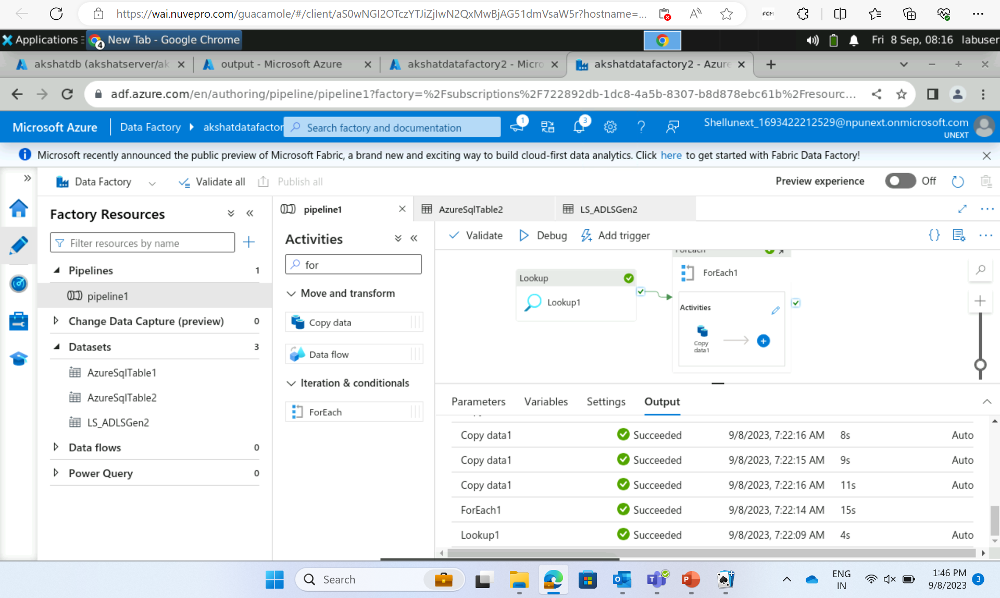 https://wai.nuvepro.com/guacamole/#/client/aS0wNGI2OTczYTJiZjIwN2QxMwBjAG51dmVsaW5r?hostname=...
A))
FCM
Applications
4
New Tab - Google Chrome
Fri 8 Sep, 08:16 labuser
akshatdb (akshatserver/ak
output - Microsoft Azure
akshatdatafactory2 - Micro
akshatdatafactory2 - Azure
adf.azure.com/en/authoring/pipeline/pipeline1?factory=%2Fsubscriptions%2F722892db-1dc8-4a5b-8307-b8d878ebc61b%2Fresourc...
Microsoft Azure
Data Factory
akshatdatafactor
Search factory and documentation
1
3
Shellunext_1693422212529@npunext.onmicrosoft.com
UNEXT
Microsoft recently announced the public preview of Microsoft Fabric, a brand new and exciting way to build cloud-first data analytics. Click here to get started with Fabric Data Factory!
Data Factory
Validate all
Publish all
Preview experience
Off
Factory Resources
Filter resources by name
Pipelines 1
pipeline1
Change Data Capture (preview) 0
Datasets 3
AzureSqlTable1
AzureSqlTable2
LS_ADLSGen2
Data flows 0
Power Query 0
pipeline1
AzureSqlTable2
LS_ADLSGen2
Activities
for
Move and transform
Copy data
Data flow
Iteration & conditionals
ForEach
Validate
Debug
Add trigger
Lookup
Lookup1
ForEach
ForEach1
Activities
Copy
data1
Parameters
Variables
Settings
Output
Copy data1 Succeeded 9/8/2023, 7:22:16 AM 8s Auto
Copy data1 Succeeded 9/8/2023, 7:22:15 AM 9s Auto
Copy data1 Succeeded 9/8/2023, 7:22:16 AM 11s Auto
ForEach1 Succeeded 9/8/2023, 7:22:14 AM 15s
Lookup1 Succeeded 9/8/2023, 7:22:09 AM 4s Auto
Search
ENG
IN
1:46 PM
9/8/2023
3